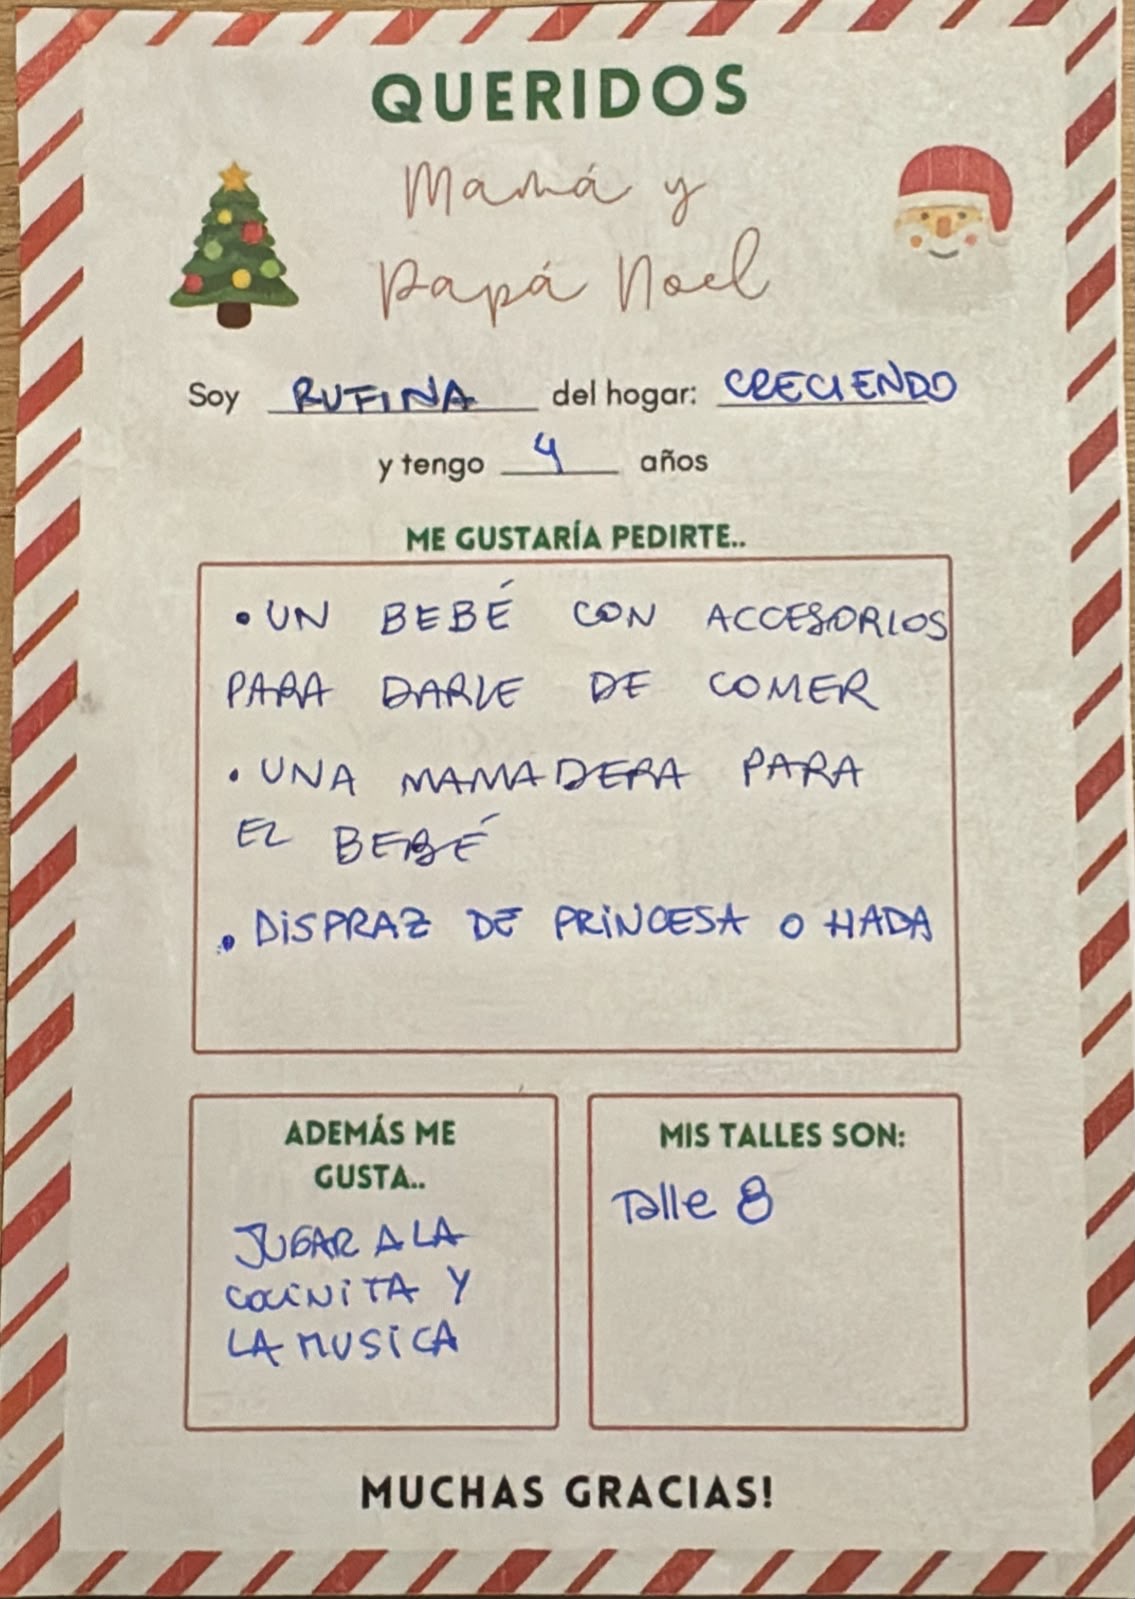 QUERIDOS
Mamá y
Papá Noel
Soy RUFINA del hogar: CRECIENDO
y tengo 4 años
ME GUSTARÍA PEDIRTE..
• UN BEBÉ CON ACCESORIOS
PARA DARLE DE COMER
• UNA MAMADERA PARA
EL BEBÉ
• DISPRAZ DE PRINCESA O HADA
ADEMÁS ME
GUSTA..
JUGAR A LA
COCINITA Y
LA MUSICA
MIS TALLES SON:
Talle 8
MUCHAS GRACIAS!